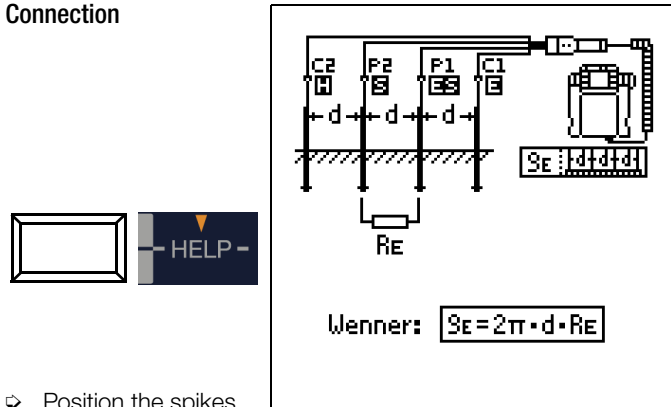 Connection
C2 P2 P1 C1
H S ES E
d d d
ρE d d d
RE
HELP
Wenner: ρE=2π·d·RE
Position the spikes